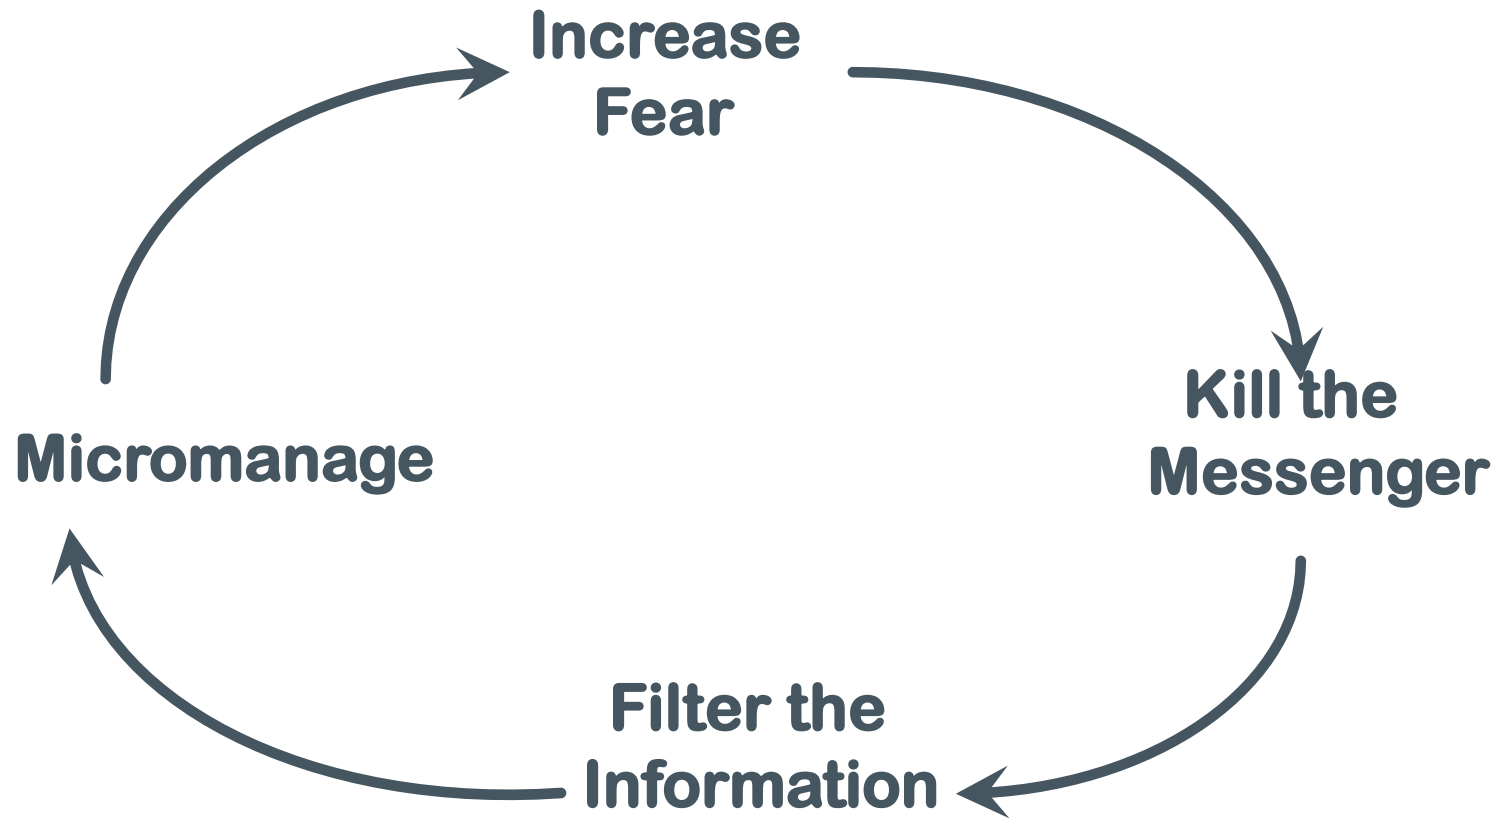 Increase
Fear
Kill the
Messenger
Filter the
Information
Micromanage